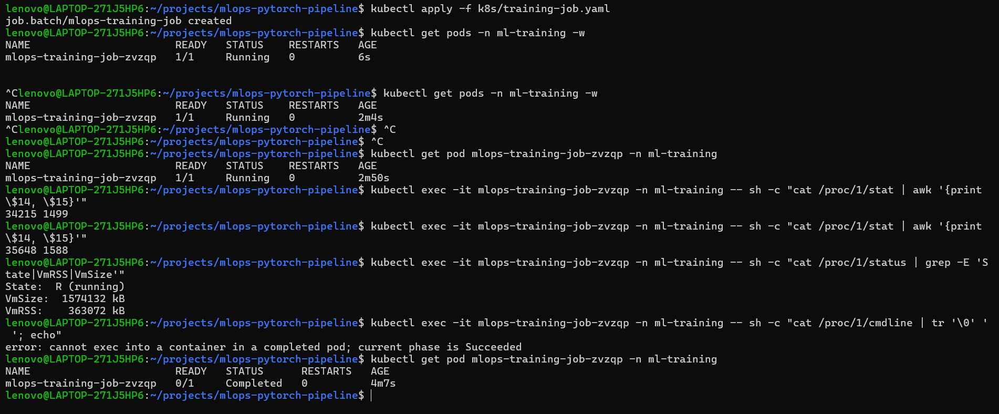 lenovo@LAPTOP-271J5HP6:~/projects/mlops-pytorch-pipeline$ kubectl apply -f k8s/training-job.yaml
job.batch/mlops-training-job created
lenovo@LAPTOP-271J5HP6:~/projects/mlops-pytorch-pipeline$ kubectl get pods -n ml-training -w
NAME                       READY   STATUS    RESTARTS   AGE
mlops-training-job-zvzqp   1/1     Running   0          6s
^Clenovo@LAPTOP-271J5HP6:~/projects/mlops-pytorch-pipeline$ kubectl get pods -n ml-training -w
NAME                       READY   STATUS    RESTARTS   AGE
mlops-training-job-zvzqp   1/1     Running   0          2m4s
^Clenovo@LAPTOP-271J5HP6:~/projects/mlops-pytorch-pipeline$ ^C
lenovo@LAPTOP-271J5HP6:~/projects/mlops-pytorch-pipeline$ ^C
lenovo@LAPTOP-271J5HP6:~/projects/mlops-pytorch-pipeline$ kubectl get pod mlops-training-job-zvzqp -n ml-training
NAME                       READY   STATUS    RESTARTS   AGE
mlops-training-job-zvzqp   1/1     Running   0          2m50s
lenovo@LAPTOP-271J5HP6:~/projects/mlops-pytorch-pipeline$ kubectl exec -it mlops-training-job-zvzqp -n ml-training -- sh -c "cat /proc/1/stat | awk '{print
\$14, \$15}'"
34215 1499
lenovo@LAPTOP-271J5HP6:~/projects/mlops-pytorch-pipeline$ kubectl exec -it mlops-training-job-zvzqp -n ml-training -- sh -c "cat /proc/1/stat | awk '{print
\$14, \$15}'"
35648 1588
lenovo@LAPTOP-271J5HP6:~/projects/mlops-pytorch-pipeline$ kubectl exec -it mlops-training-job-zvzqp -n ml-training -- sh -c "cat /proc/1/status | grep -E 'S
tate|VmRSS|VmSize'"
State:  R (running)
VmSize:  1574132 kB
VmRSS:    363072 kB
lenovo@LAPTOP-271J5HP6:~/projects/mlops-pytorch-pipeline$ kubectl exec -it mlops-training-job-zvzqp -n ml-training -- sh -c "cat /proc/1/cmdline | tr '\0' '
 '; echo"
error: cannot exec into a container in a completed pod; current phase is Succeeded
lenovo@LAPTOP-271J5HP6:~/projects/mlops-pytorch-pipeline$ kubectl get pod mlops-training-job-zvzqp -n ml-training
NAME                       READY   STATUS      RESTARTS   AGE
mlops-training-job-zvzqp   0/1     Completed   0          4m7s
lenovo@LAPTOP-271J5HP6:~/projects/mlops-pytorch-pipeline$